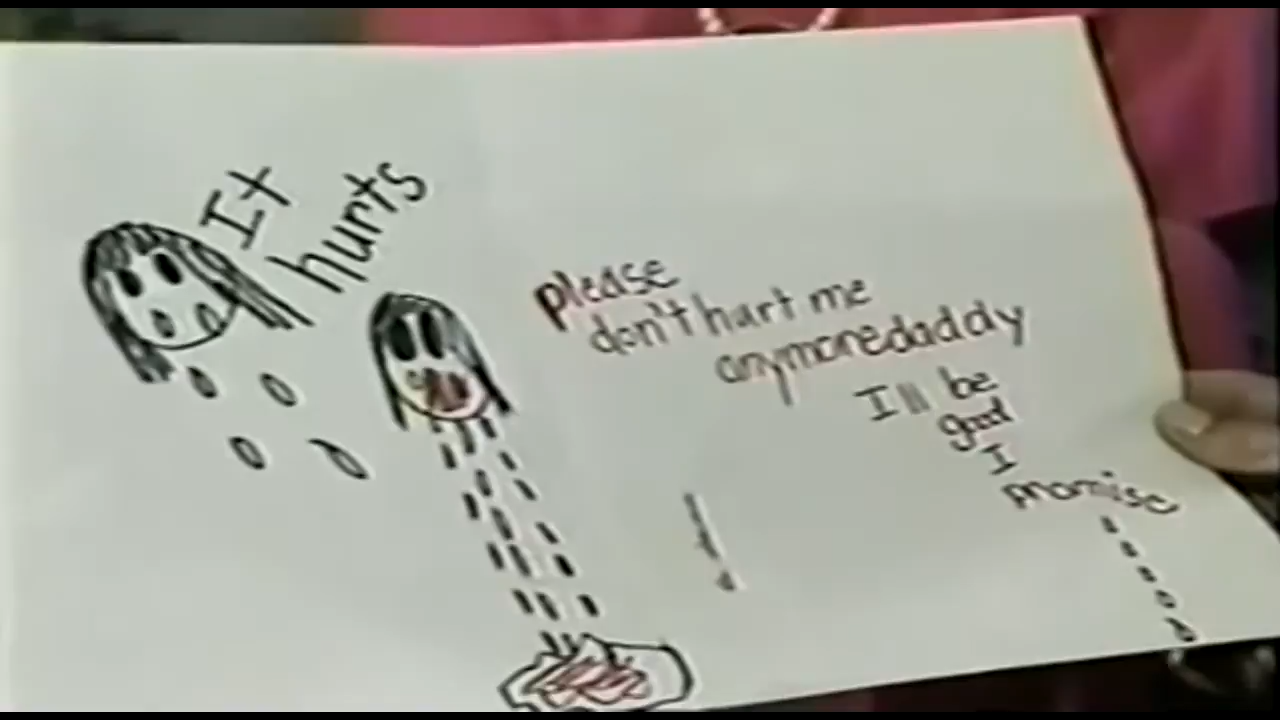 It
hurts
please
don't hurt me
anymore daddy
I'll be
good
I
promise